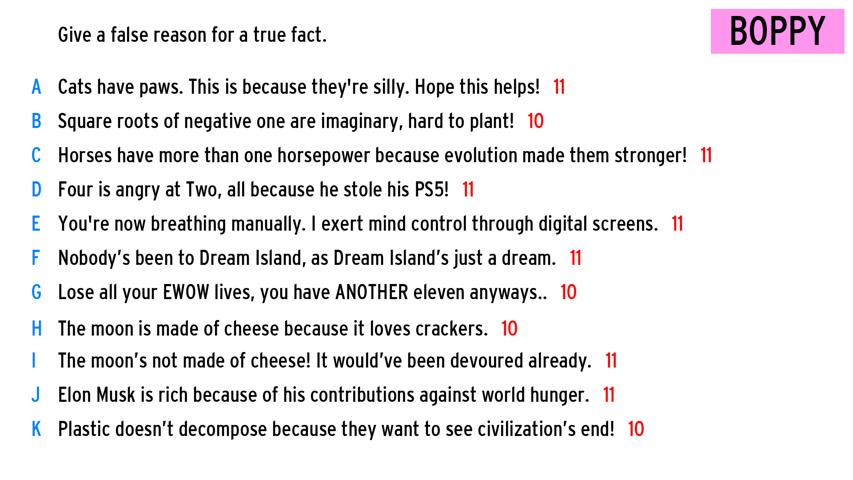 BOPPY
Give a false reason for a true fact.
A Cats have paws. This is because they're silly. Hope this helps! 11
B Square roots of negative one are imaginary, hard to plant! 10
C Horses have more than one horsepower because evolution made them stronger! 11
D Four is angry at Two, all because he stole his PS5! 11
E You're now breathing manually. I exert mind control through digital screens. 11
F Nobody’s been to Dream Island, as Dream Island’s just a dream. 11
G Lose all your EWOW lives, you have ANOTHER eleven anyways.. 10
H The moon is made of cheese because it loves crackers. 10
I The moon’s not made of cheese! It would’ve been devoured already. 11
J Elon Musk is rich because of his contributions against world hunger. 11
K Plastic doesn’t decompose because they want to see civilization’s end! 10